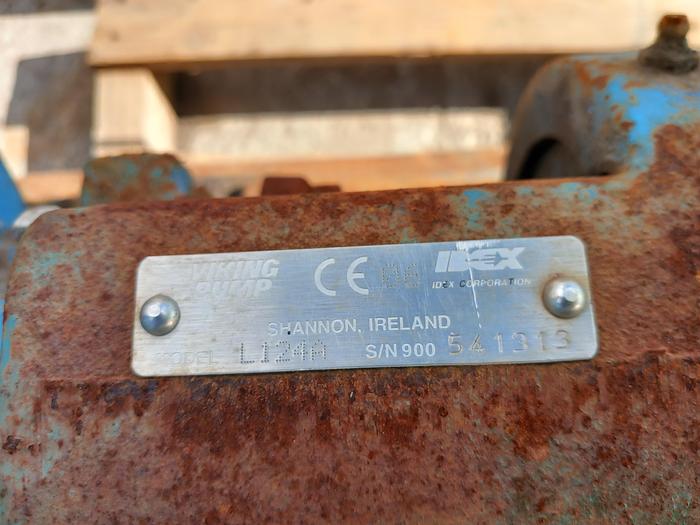 VIKING
PUMP
CE
IDEX
IDEX CORPORATION
SHANNON, IRELAND
MODEL L124A S/N 900 541313